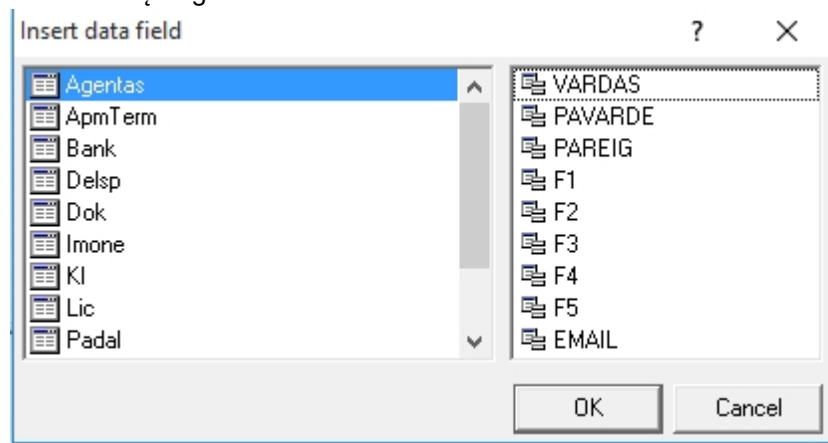 Insert data field ? ×
Agentas
ApmTerm
Bank
Delsp
Dok
Imone
Kl
Lic
Padal
VARDAS
PAVARDE
PAREIG
F1
F2
F3
F4
F5
EMAIL
OK Cancel